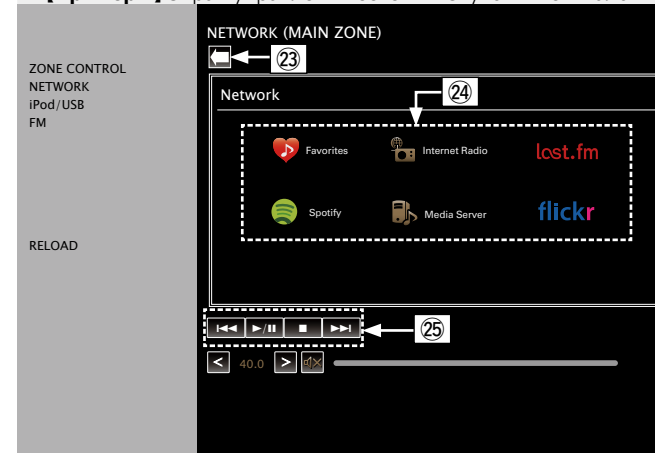 NETWORK (MAIN ZONE)
㉓
ZONE CONTROL
NETWORK
iPod/USB
FM
RELOAD
Network
㉔
Favorites
Internet Radio
lost.fm
Spotify
Media Server
flickr
㉕
40.0